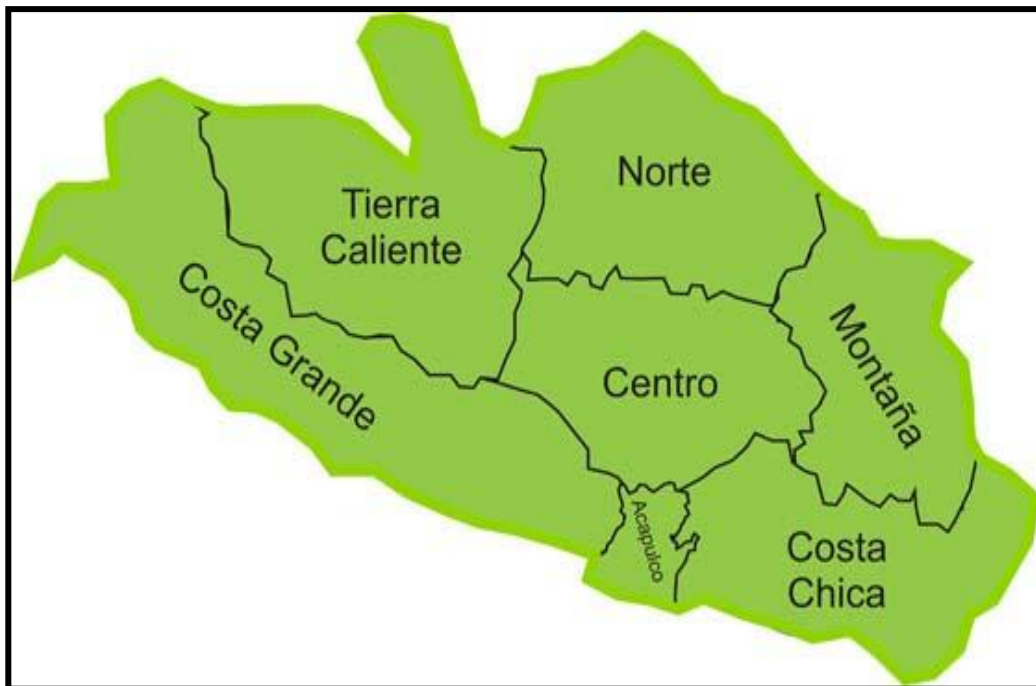 Norte
Tierra
Caliente
Costa Grande
Montaña
Centro
Acapulco
Costa
Chica